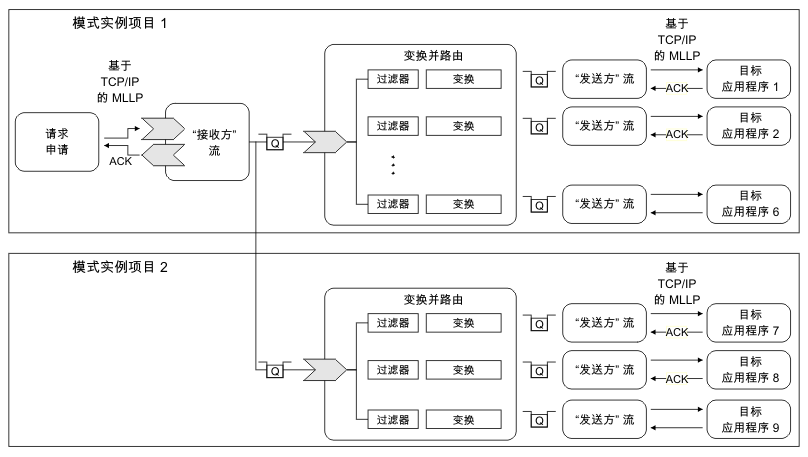 模式实例项目 1
基于
TCP/IP
的 MLLP
请求
申请
ACK
“接收方”
流
Q
变换并路由
过滤器
变换
过滤器
变换
过滤器
变换
Q
“发送方” 流
Q
“发送方” 流
Q
“发送方” 流
基于
TCP/IP
的 MLLP
ACK
目标
应用程序 1
ACK
目标
应用程序 2
目标
应用程序 6
模式实例项目 2
Q
变换并路由
过滤器
变换
过滤器
变换
过滤器
变换
Q
“发送方” 流
Q
“发送方” 流
Q
“发送方” 流
基于
TCP/IP
的 MLLP
ACK
目标
应用程序 7
ACK
目标
应用程序 8
目标
应用程序 9